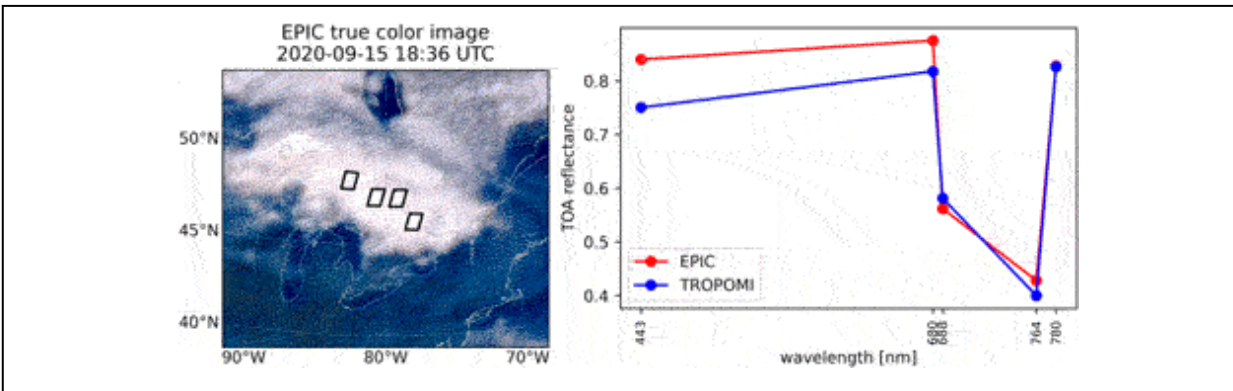 EPIC true color image
2020-09-15 18:36 UTC
50°N
45°N
40°N
90°W
80°W
70°W
TOA reflectance
0.8
0.7
0.6
0.5
0.4
EPIC
TROPOMI
443
680
688
764
780
wavelength [nm]